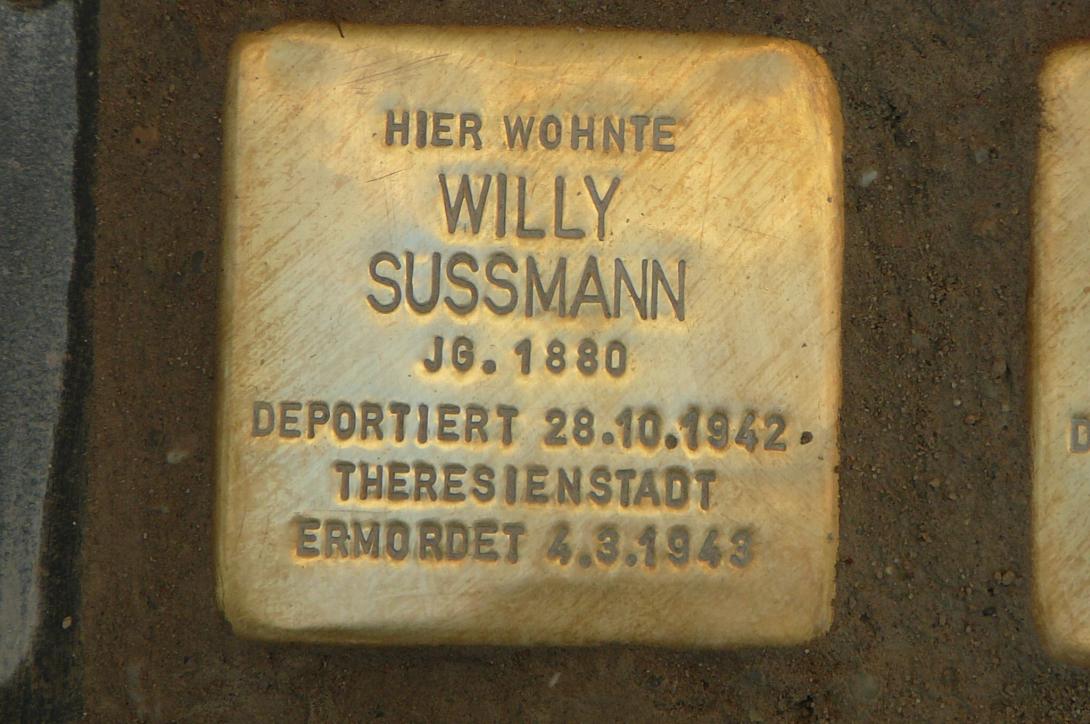 HIER WOHNTE
WILLY
SUSSMANN
JG. 1880
DEPORTIERT 28.10.1942
THERESIENSTADT
ERMORDET 4.3.1943